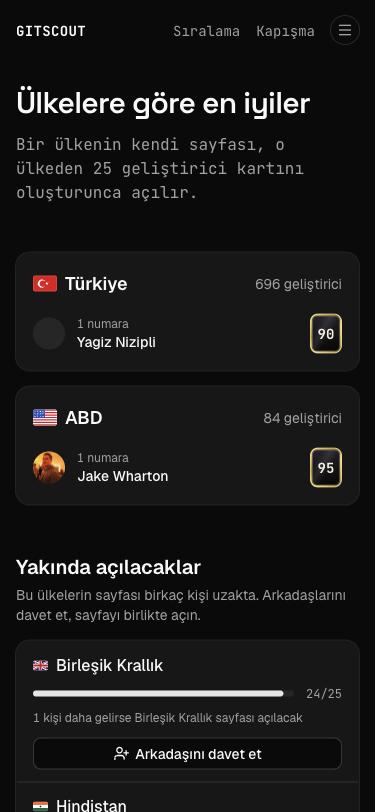 GITSCOUT
Sıralama Kapışma
Ülkelere göre en iyiler
Bir ülkenin kendi sayfası, o
ülkeden 25 geliştirici kartını
oluşturunca açılır.
Türkiye
696 geliştirici
1 numara
Yagiz Nizipli
90
ABD
84 geliştirici
1 numara
Jake Wharton
95
Yakında açılacaklar
Bu ülkelerin sayfası birkaç kişi uzakta. Arkadaşlarını
davet et, sayfayı birlikte açın.
Birleşik Krallık
24/25
1 kişi daha gelirse Birleşik Krallık sayfası açılacak
Arkadaşını davet et
Hindistan